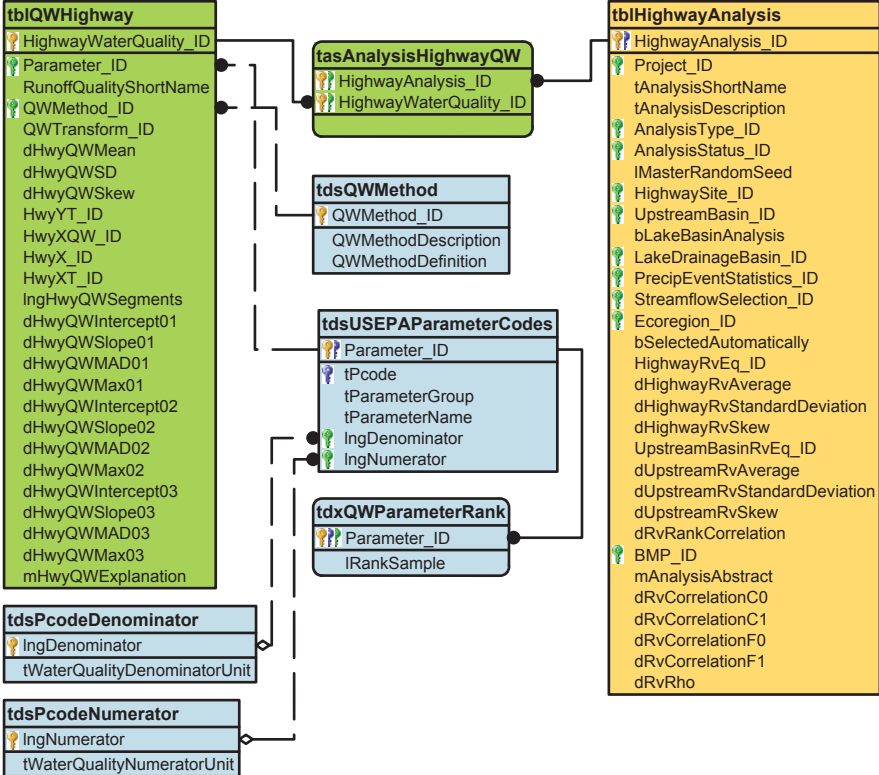 tblQWHighway
HighwayWaterQuality_ID
Parameter_ID
RunoffQualityShortName
QWMethod_ID
QWTransform_ID
dHwyQWMean
dHwyQWSD
dHwyQWSkew
HwyYT_ID
HwyXQW_ID
HwyX_ID
HwyXT_ID
lngHwyQWSegments
dHwyQWIntercept01
dHwyQWSlope01
dHwyQWMAD01
dHwyQWMax01
dHwyQWIntercept02
dHwyQWSlope02
dHwyQWMAD02
dHwyQWMax02
dHwyQWIntercept03
dHwyQWSlope03
dHwyQWMAD03
dHwyQWMax03
mHwyQWExplanation
tdsPcodeDenominator
lngDenominator
tWaterQualityDenominatorUnit
tdsPcodeNumerator
lngNumerator
tWaterQualityNumeratorUnit
tasAnalysisHighwayQW
HighwayAnalysis_ID
HighwayWaterQuality_ID
tdsQWMethod
QWMethod_ID
QWMethodDescription
QWMethodDefinition
tdsUSEPAParameterCodes
Parameter_ID
tPcode
tParameterGroup
tParameterName
lngDenominator
lngNumerator
tdxQWParameterRank
Parameter_ID
lRankSample
tblHighwayAnalysis
HighwayAnalysis_ID
Project_ID
tAnalysisShortName
tAnalysisDescription
AnalysisType_ID
AnalysisStatus_ID
lMasterRandomSeed
HighwaySite_ID
UpstreamBasin_ID
bLakeBasinAnalysis
LakeDrainageBasin_ID
PrecipEventStatistics_ID
StreamflowSelection_ID
Ecoregion_ID
bSelectedAutomatically
HighwayRvEq_ID
dHighwayRvAverage
dHighwayRvStandardDeviation
dHighwayRvSkew
UpstreamBasinRvEq_ID
dUpstreamRvAverage
dUpstreamRvStandardDeviation
dUpstreamRvSkew
dRvRankCorrelation
BMP_ID
mAnalysisAbstract
dRvCorrelationC0
dRvCorrelationC1
dRvCorrelationF0
dRvCorrelationF1
dRvRho